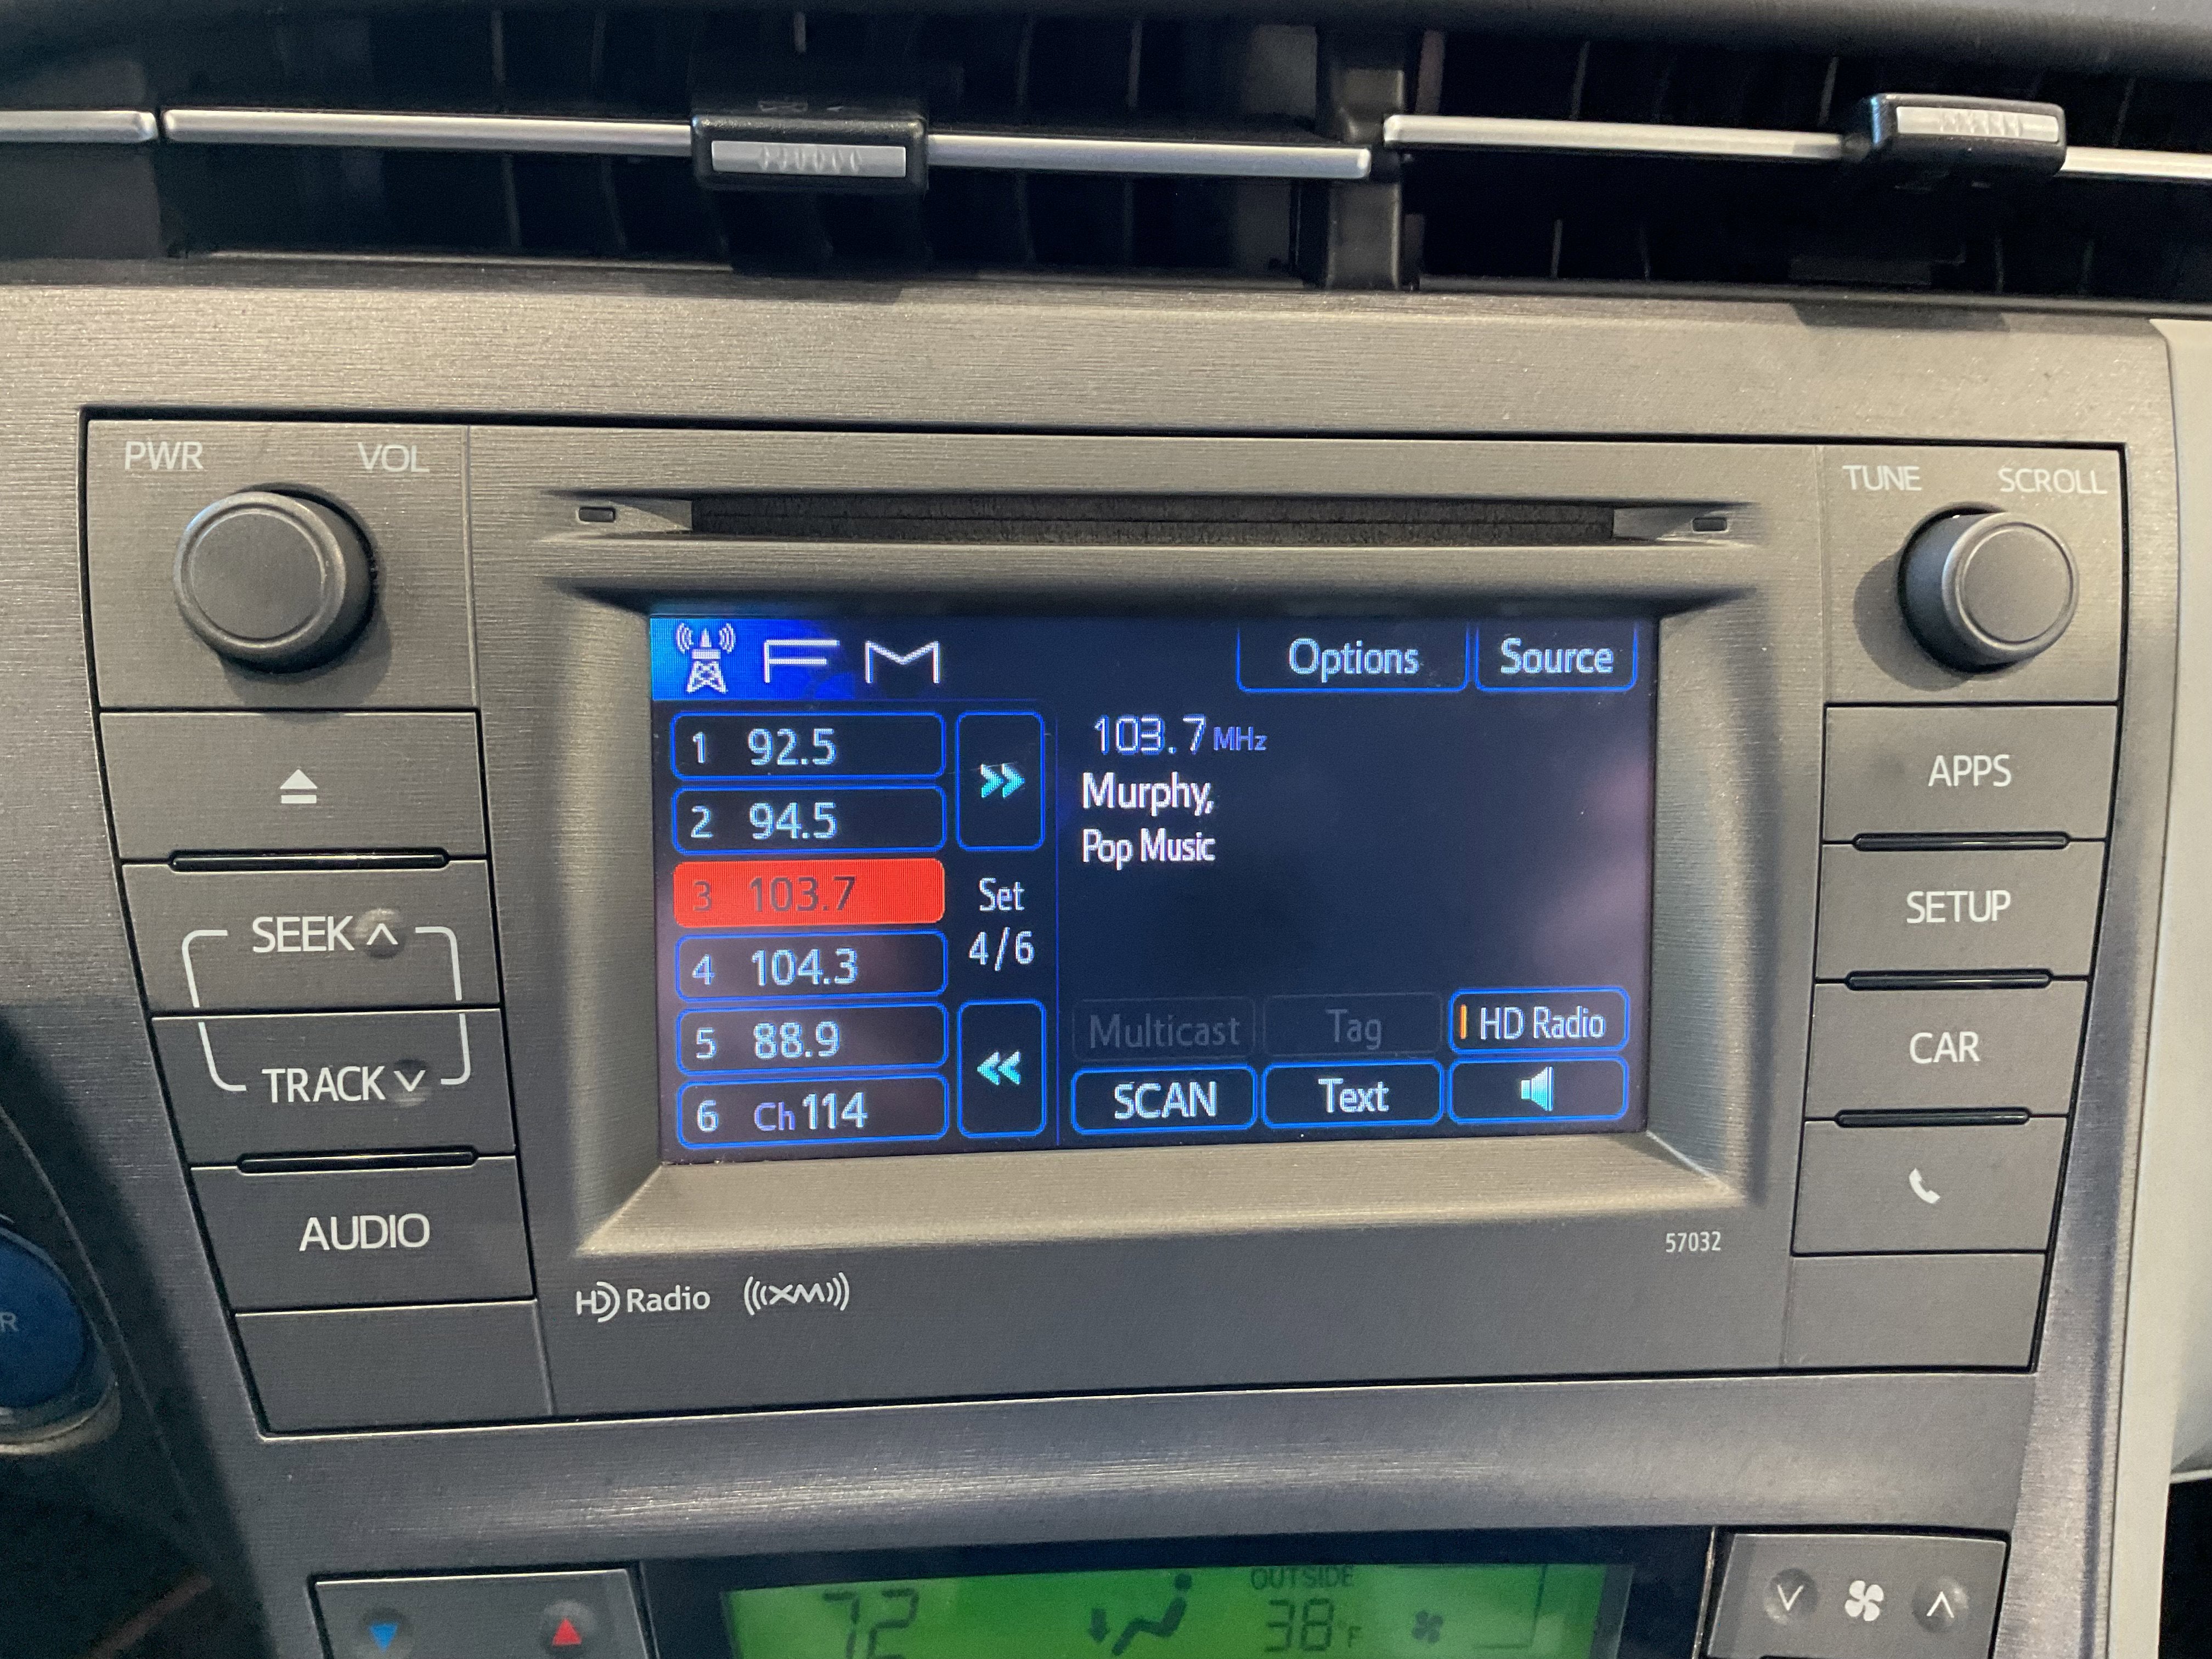 PWR VOL
TUNE SCROLL
FM
Options
Source
1 92.5
2 94.5
3 103.7
4 104.3
5 88.9
6 Ch 114
Set
4/6
103.7 MHz
Murphy,
Pop Music
Multicast
Tag
HD Radio
SCAN
Text
SEEK
TRACK
AUDIO
APPS
SETUP
CAR
57032
HD Radio
((XM))
72
OUTSIDE
38°F